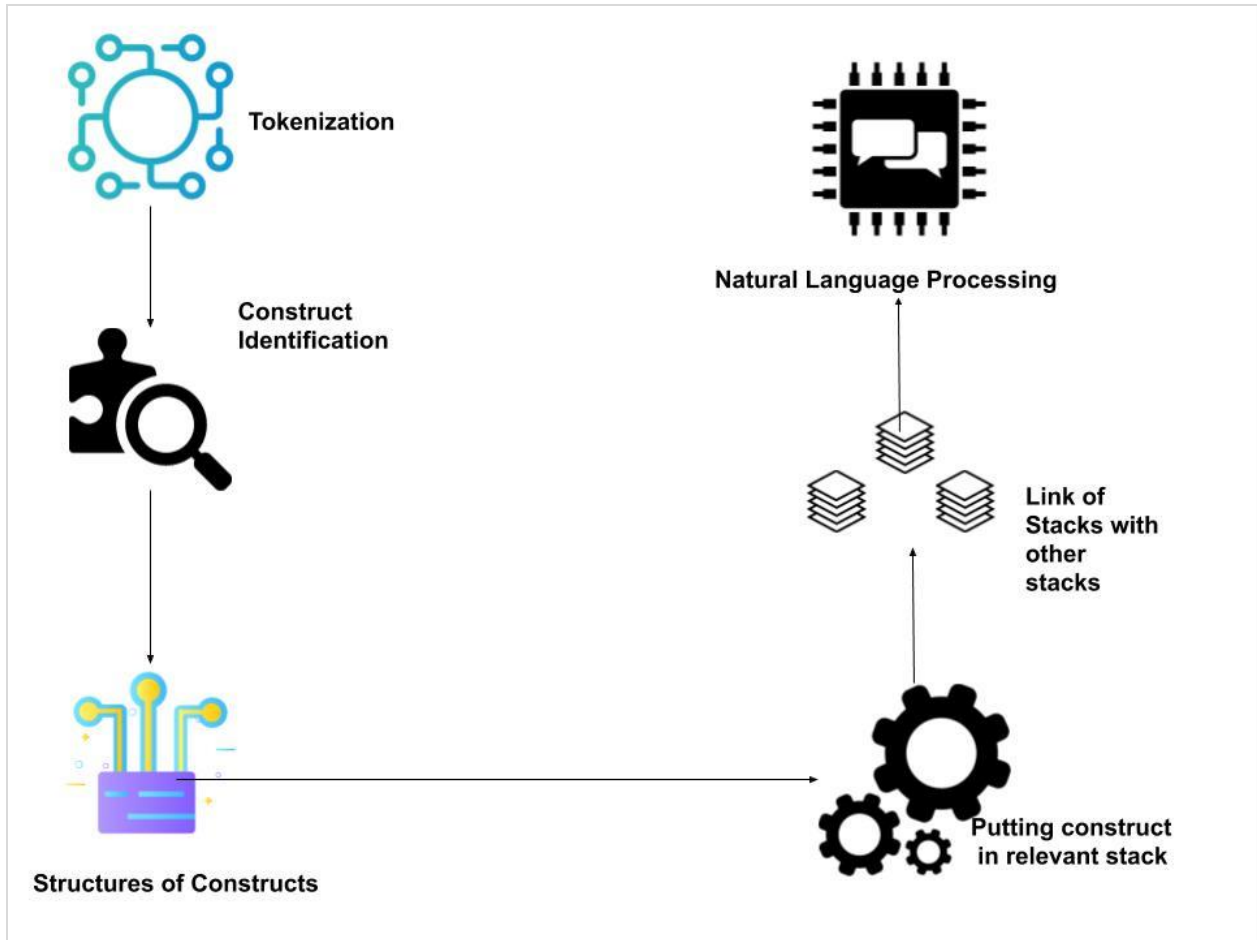 Tokenization
Construct
Identification
Structures of Constructs
Putting construct
in relevant stack
Link of
Stacks with
other
stacks
Natural Language Processing